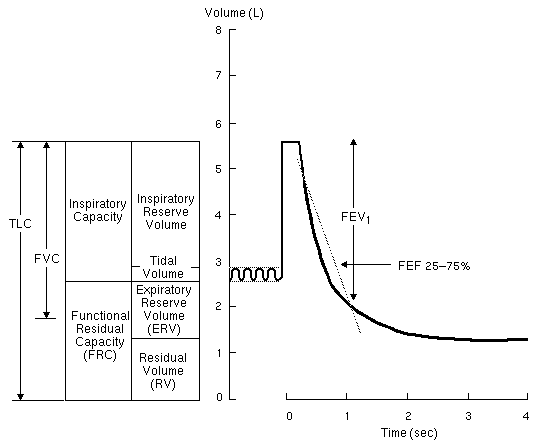 Volume (L)
8
7
6
5
4
3
2
1
0
TLC
FVC
Inspiratory
Capacity
Functional
Residual
Capacity
(FRC)
Inspiratory
Reserve
Volume
Tidal
Volume
Expiratory
Reserve
Volume
(ERV)
Residual
Volume
(RV)
FEV1
FEF 25–75%
0 1 2 3 4
Time (sec)